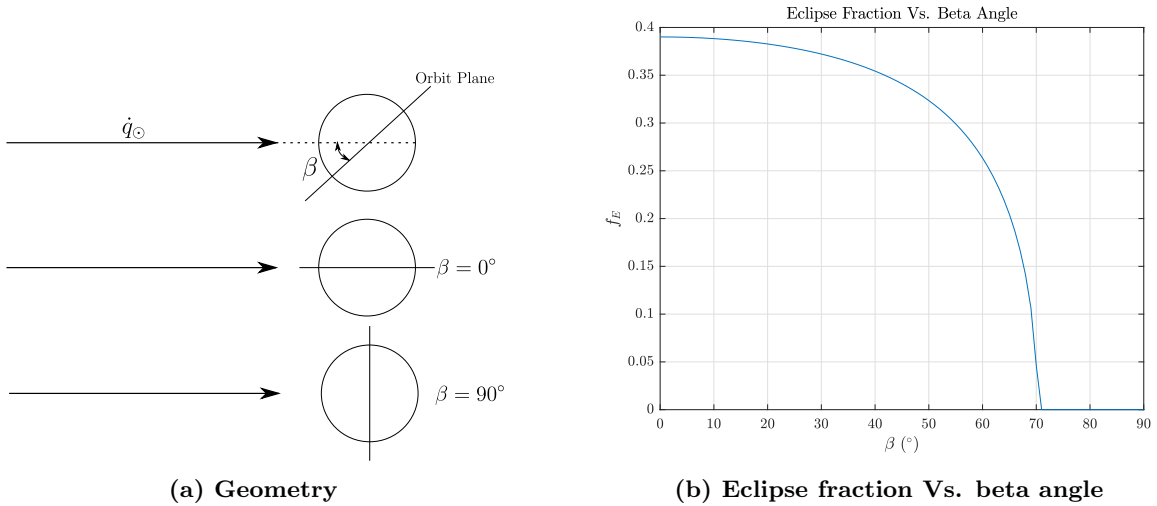 Orbit Plane
q̇⊙
β
β = 0°
β = 90°
(a) Geometry
Eclipse Fraction Vs. Beta Angle
0.4
0.35
0.3
0.25
0.2
0.15
0.1
0.05
0
f_E
0 10 20 30 40 50 60 70 80 90
β (°)
(b) Eclipse fraction Vs. beta angle